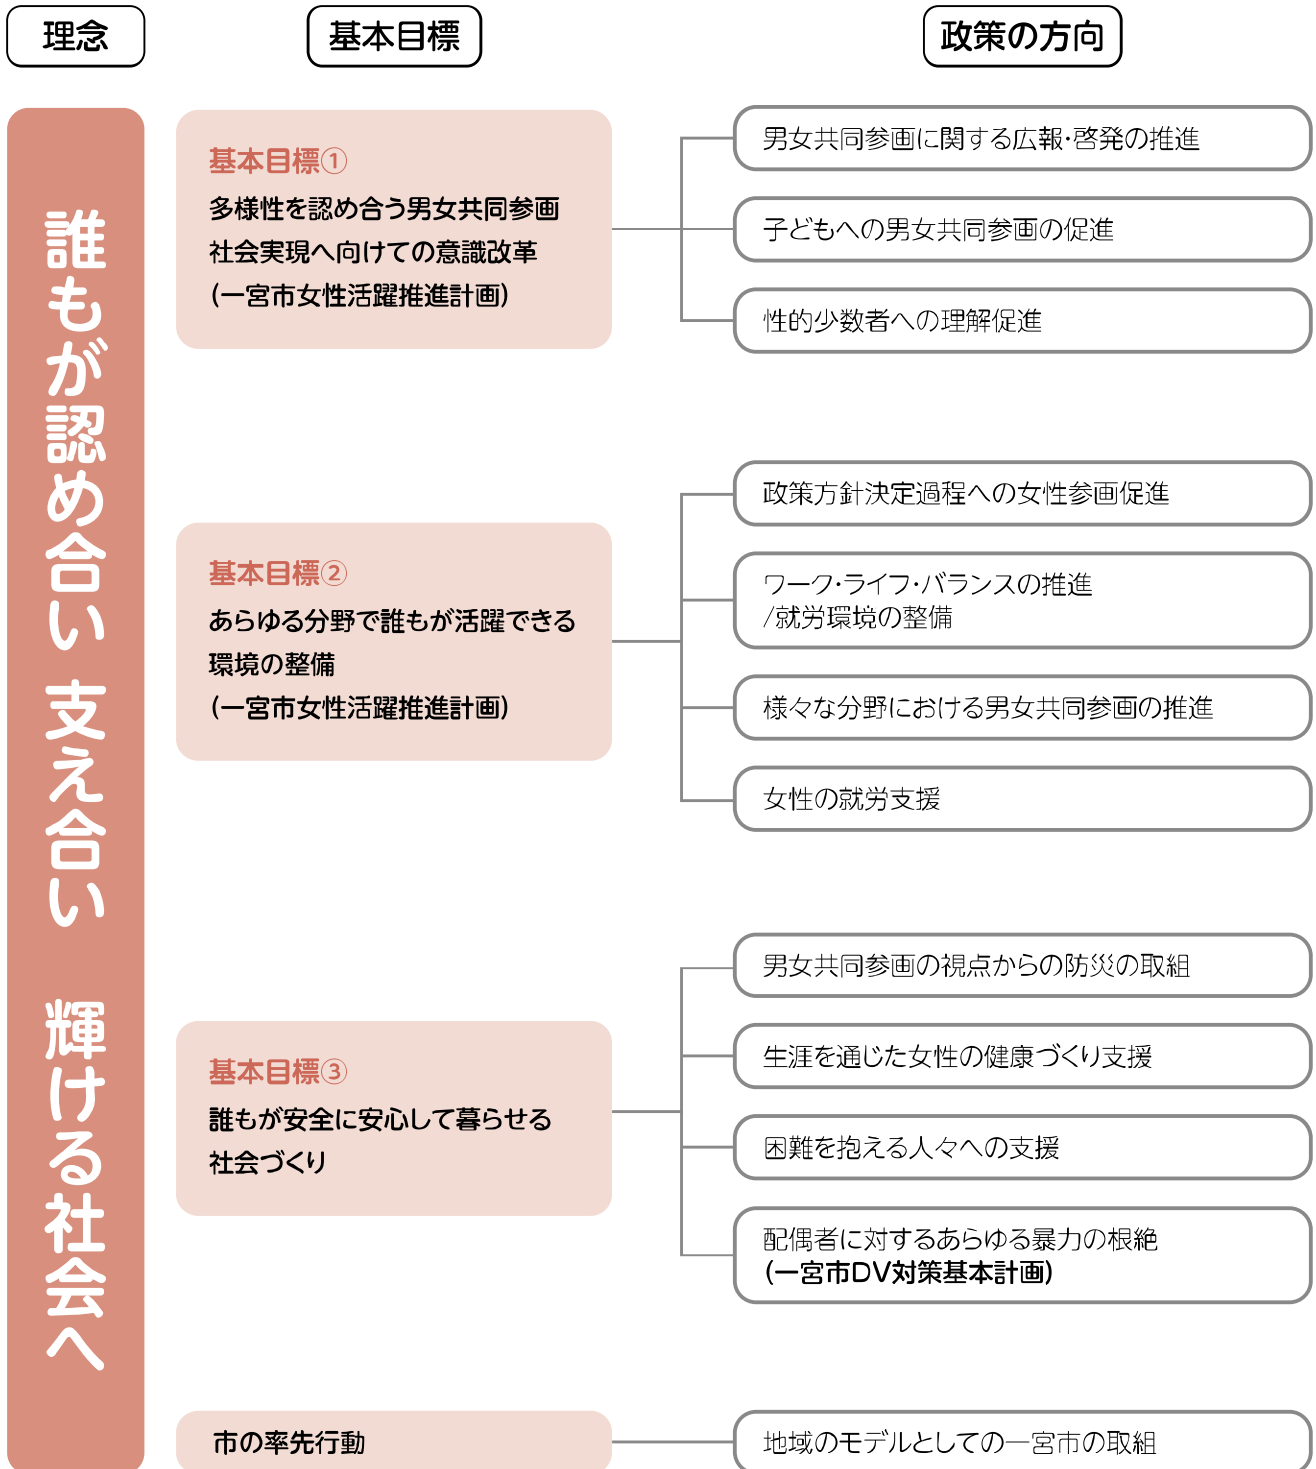 理念
基本目標
政策の方向
誰もが認め合い 支え合い 輝ける社会へ
基本目標①
多様性を認め合う男女共同参画
社会実現へ向けての意識改革
(一宮市女性活躍推進計画)
男女共同参画に関する広報・啓発の推進
子どもへの男女共同参画の促進
性的少数者への理解促進
基本目標②
あらゆる分野で誰もが活躍できる
環境の整備
(一宮市女性活躍推進計画)
政策方針決定過程への女性参画促進
ワーク・ライフ・バランスの推進
/就労環境の整備
様々な分野における男女共同参画の推進
女性の就労支援
基本目標③
誰もが安全に安心して暮らせる
社会づくり
男女共同参画の視点からの防災の取組
生涯を通じた女性の健康づくり支援
困難を抱える人々への支援
配偶者に対するあらゆる暴力の根絶
(一宮市DV対策基本計画)
市の率先行動
地域のモデルとしての一宮市の取組